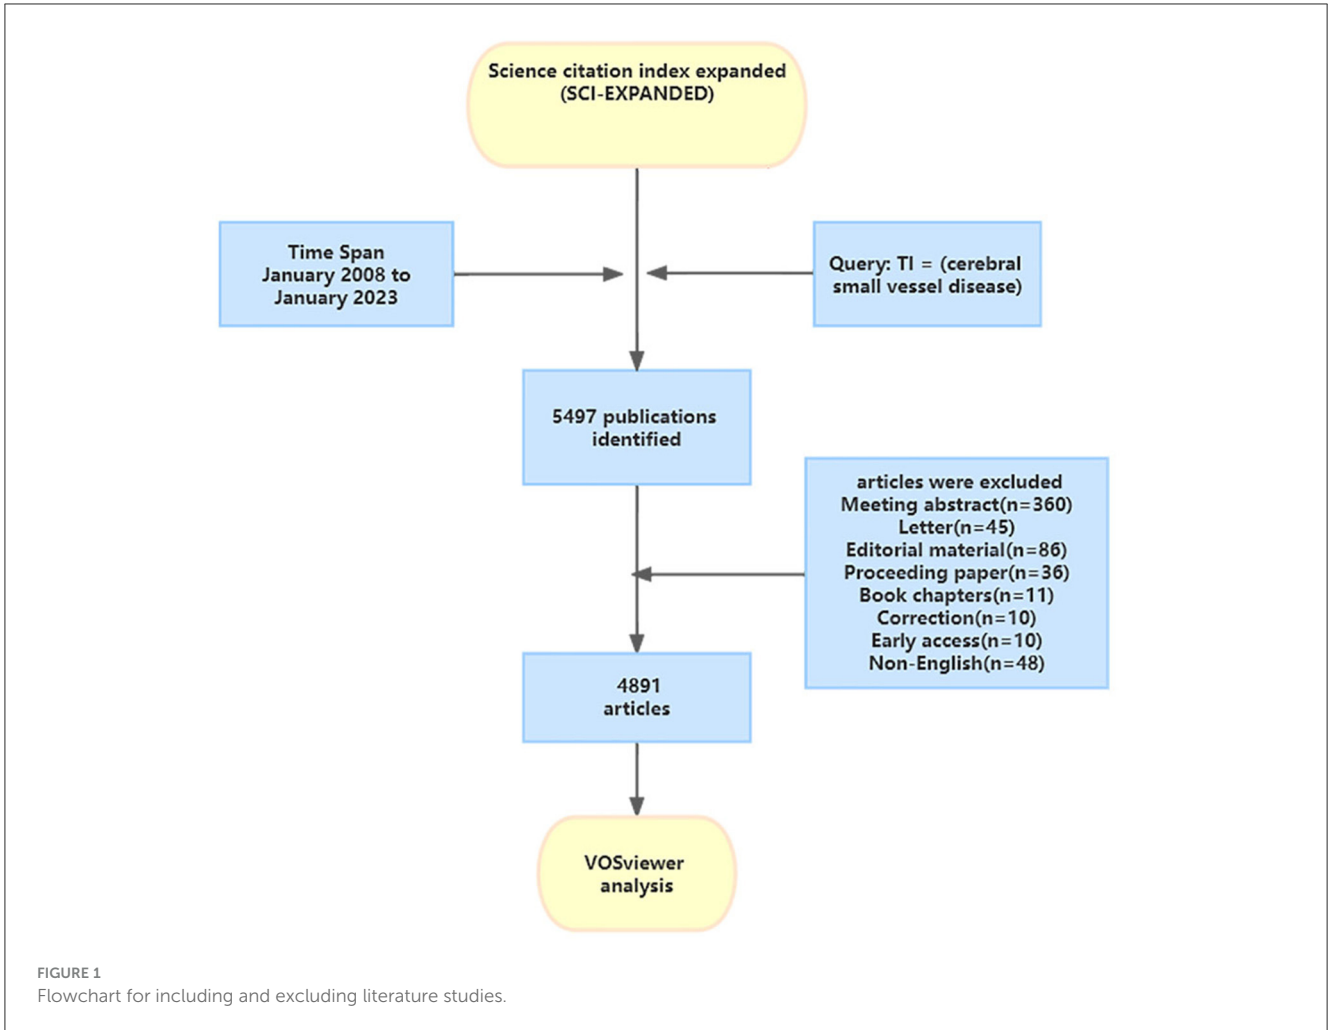 Science citation index expanded
(SCI-EXPANDED)
Time Span
January 2008 to
January 2023
Query: TI = (cerebral
small vessel disease)
5497 publications
identified
articles were excluded
Meeting abstract(n=360)
Letter(n=45)
Editorial material(n=86)
Proceeding paper(n=36)
Book chapters(n=11)
Correction(n=10)
Early access(n=10)
Non-English(n=48)
4891
articles
VOSviewer
analysis
FIGURE 1
Flowchart for including and excluding literature studies.